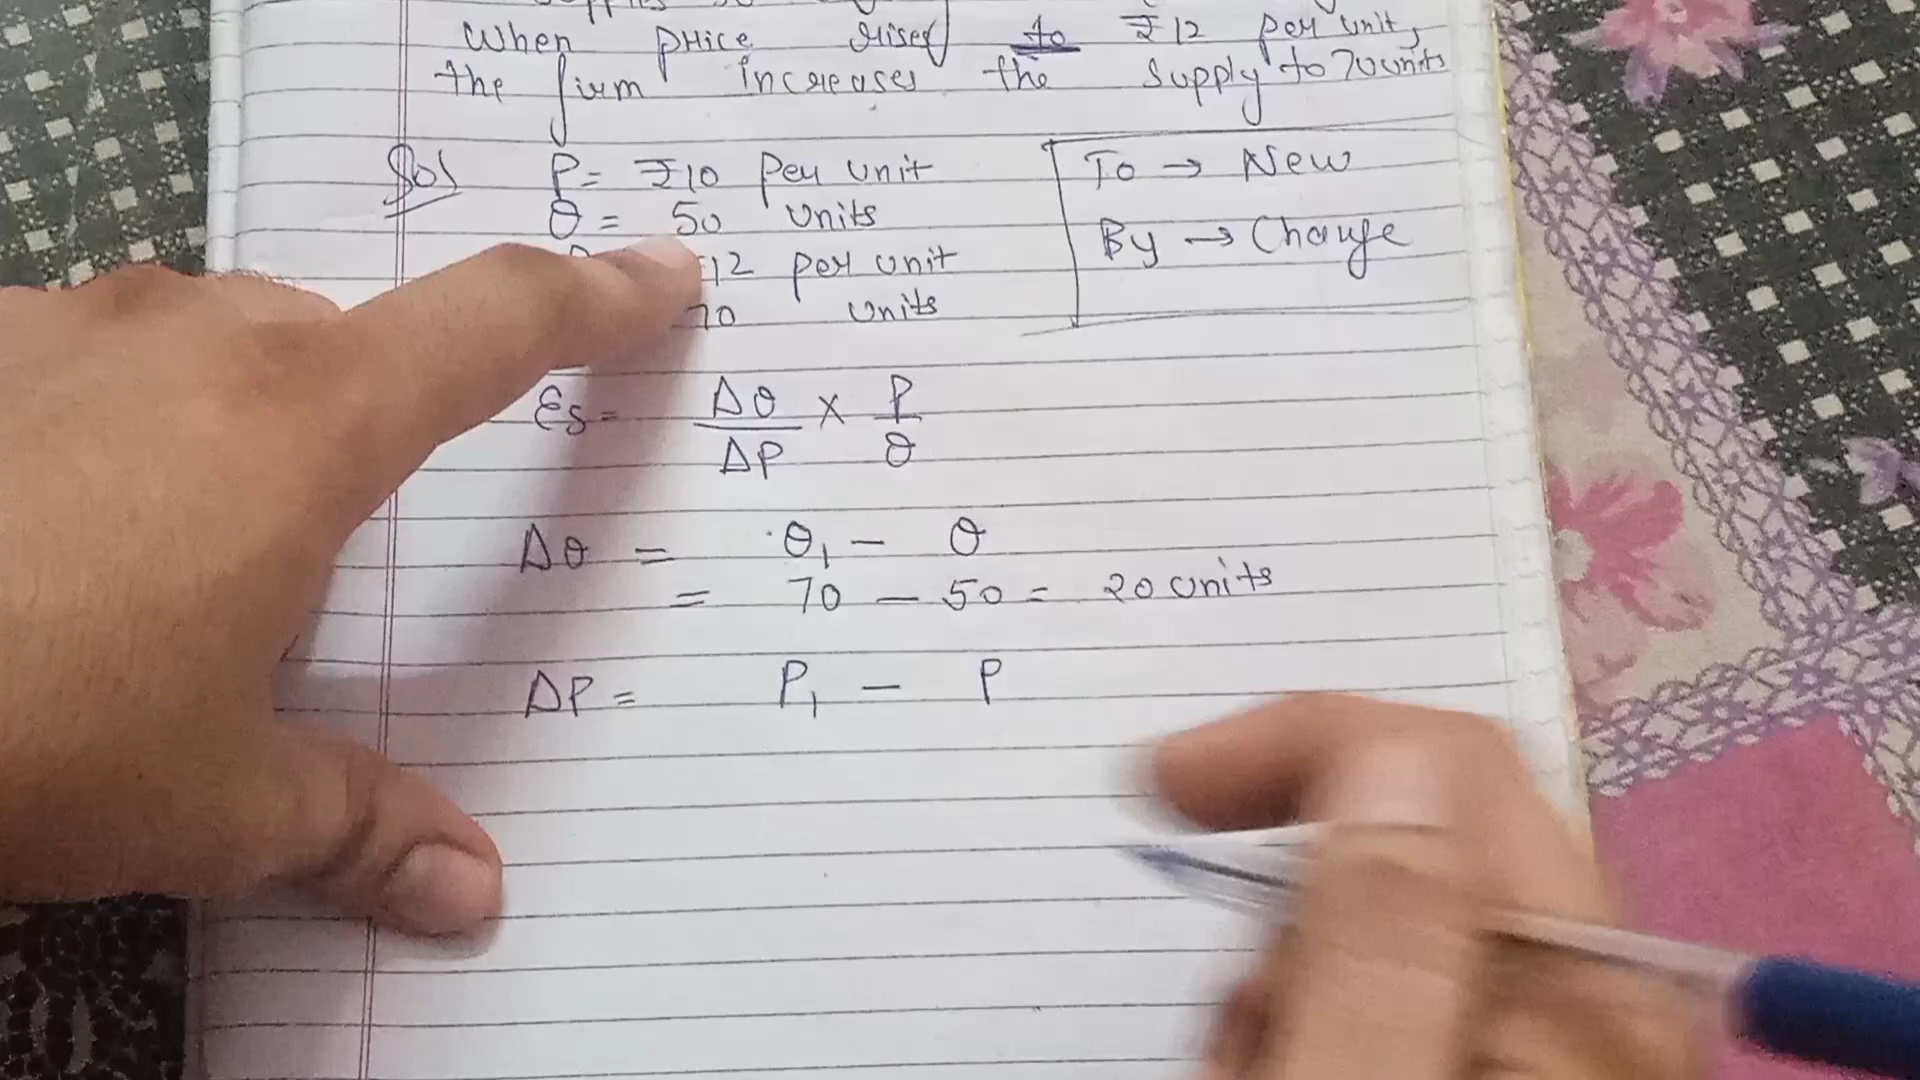 When price rises to ₹12 per unit,
the firm increases the supply to 70 units
Sol P = ₹10 per unit
Q = 50 units
12 per unit
70 units
To → New
By → Change
Es = ΔQ/ΔP × P/Q
ΔQ = Q₁ - Q
= 70 - 50 = 20 units
ΔP = P₁ - P